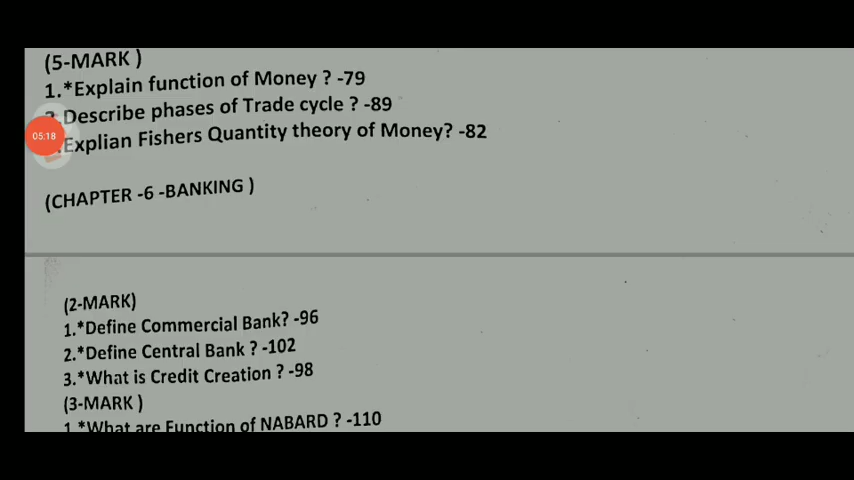 (5-MARK )
1.*Explain function of Money ? -79
Describe phases of Trade cycle ? -89
05:18
Explian Fishers Quantity theory of Money? -82
(CHAPTER -6 -BANKING )
(2-MARK)
1.*Define Commercial Bank? -96
2.*Define Central Bank ? -102
3.*What is Credit Creation ? -98
(3-MARK )
1.*What are Function of NABARD ? -110